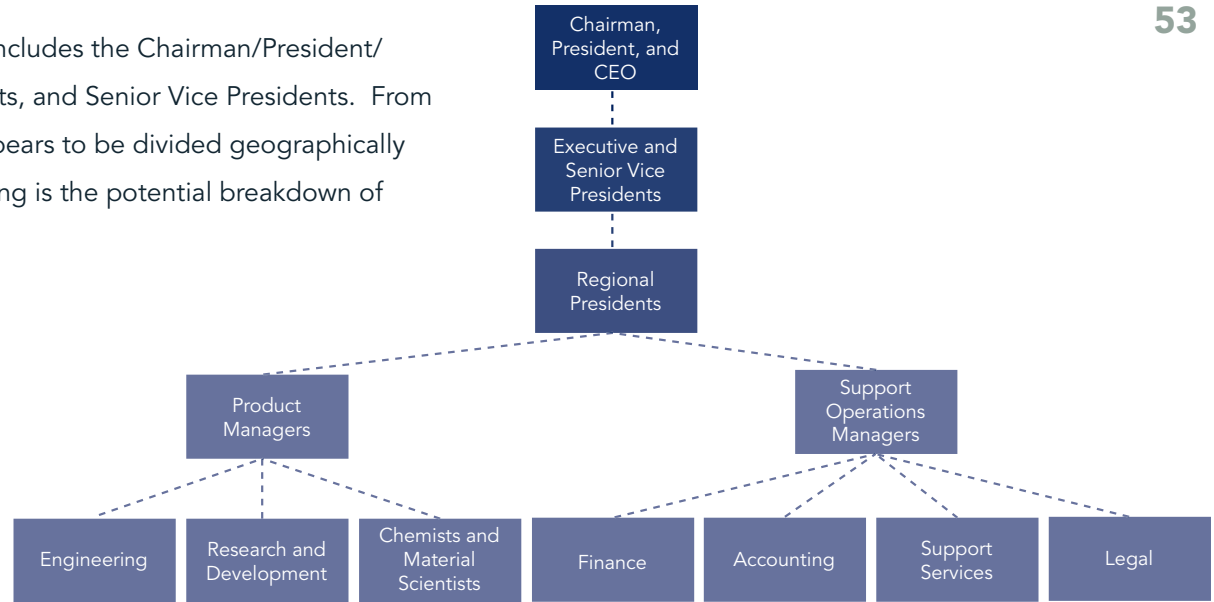 53
ncludes the Chairman/President/
ts, and Senior Vice Presidents. From
pears to be divided geographically
ng is the potential breakdown of
Chairman,
President, and
CEO
Executive and
Senior Vice
Presidents
Regional
Presidents
Product
Managers
Support
Operations
Managers
Engineering
Research and
Development
Chemists and
Material
Scientists
Finance
Accounting
Support
Services
Legal